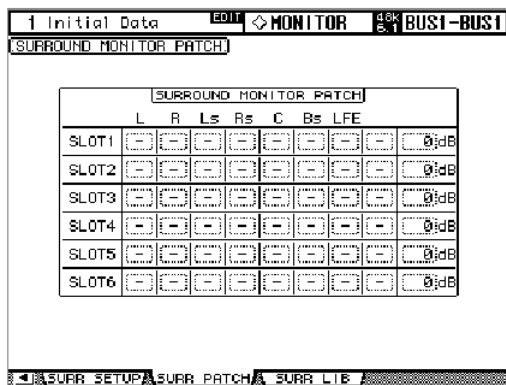 1 Initial Data EDIT ◇MONITOR 48k 6.1 BUS1-BUS1
SURROUND MONITOR PATCH
SURROUND MONITOR PATCH
L R Ls Rs C Bs LFE
SLOT1 - - - - - - - - 0dB
SLOT2 - - - - - - - - 0dB
SLOT3 - - - - - - - - 0dB
SLOT4 - - - - - - - - 0dB
SLOT5 - - - - - - - - 0dB
SLOT6 - - - - - - - - 0dB
SURR SETUP SURR PATCH SURR LIB